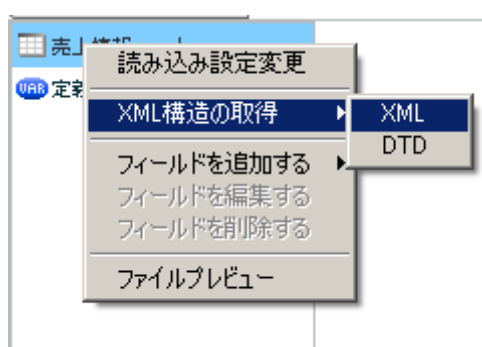 売
読み込み設定変更
VAR 定
XML構造の取得
XML
DTD
フィールドを追加する
フィールドを編集する
フィールドを削除する
ファイルプレビュー